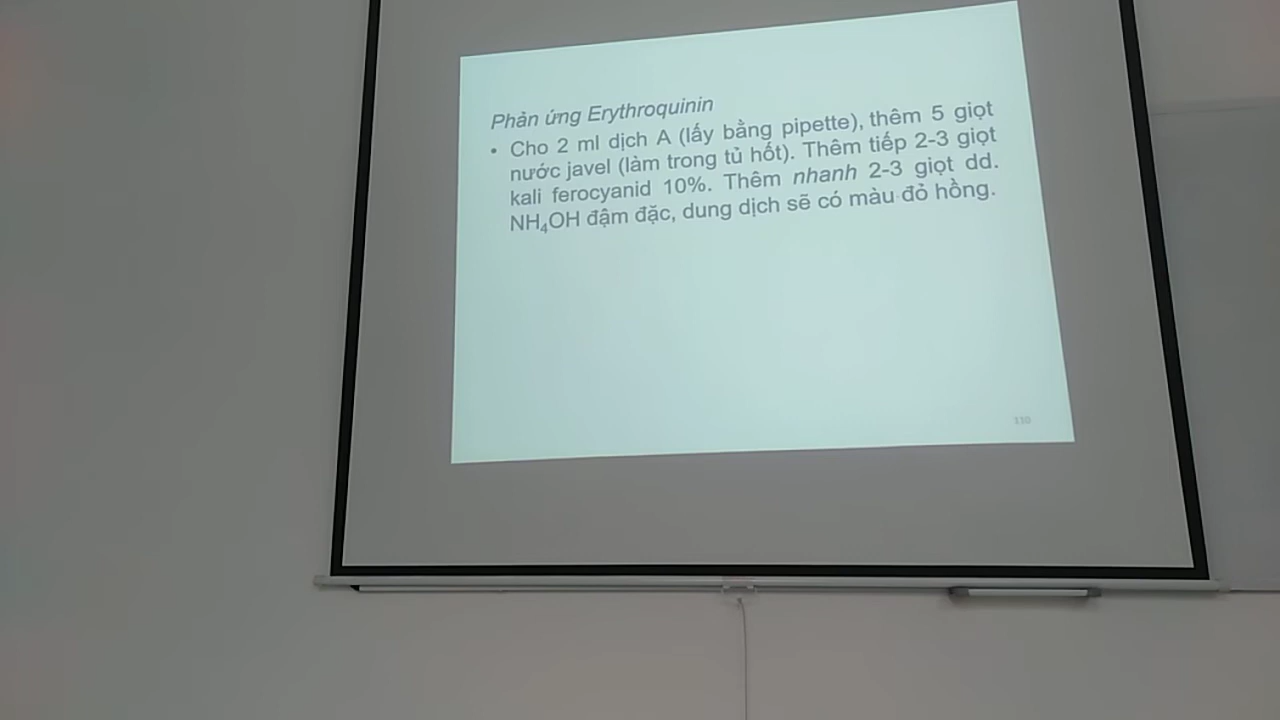 Phản ứng Erythroquinin
• Cho 2 ml dịch A (lấy bằng pipette), thêm 5 giọt
nước javel (làm trong tủ hốt). Thêm tiếp 2-3 giọt
kali ferocyanid 10%. Thêm nhanh 2-3 giọt dd.
NH₄OH đậm đặc, dung dịch sẽ có màu đỏ hồng.
110